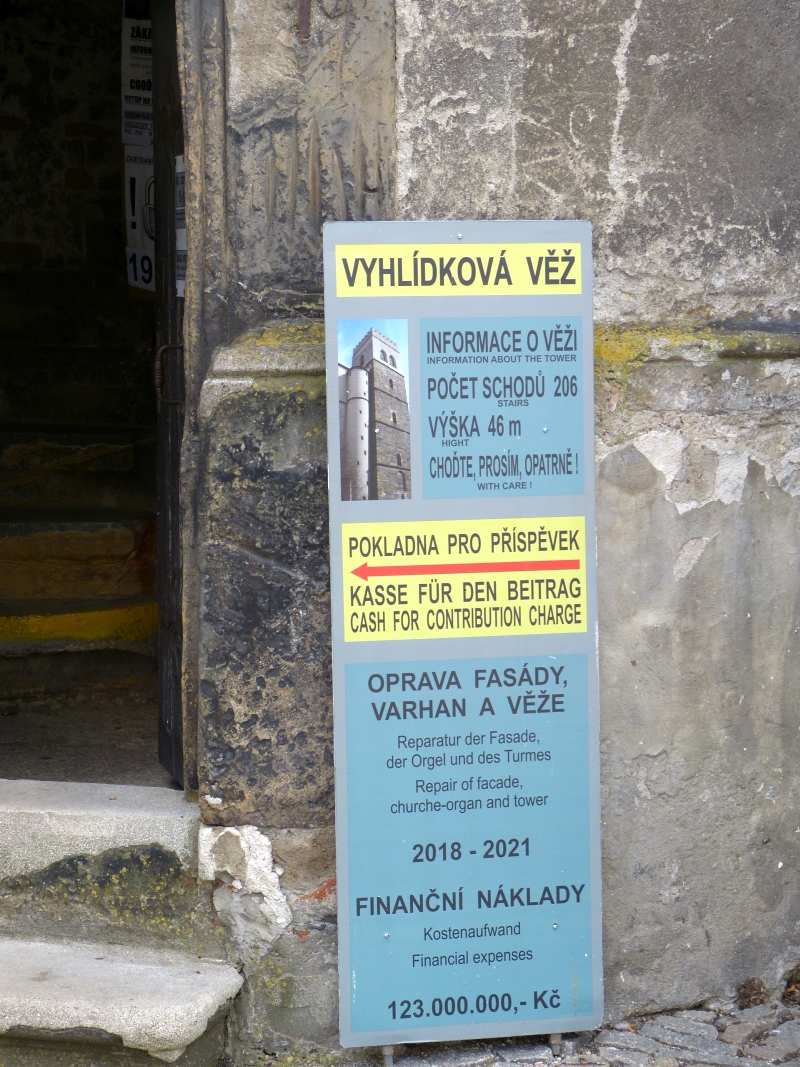 VYHLÍDKOVÁ VĚŽ
INFORMACE O VĚŽI
INFORMATION ABOUT THE TOWER
POČET SCHODŮ 206
STAIRS
VÝŠKA 46 m
HIGHT
CHOĎTE, PROSÍM, OPATRNĚ!
WITH CARE!
POKLADNA PRO PŘÍSPĚVEK
KASSE FÜR DEN BEITRAG
CASH FOR CONTRIBUTION CHARGE
OPRAVA FASÁDY,
VARHAN A VĚŽE
Reparatur der Fasade,
der Orgel und des Turmes
Repair of facade,
churche-organ and tower
2018 - 2021
FINANČNÍ NÁKLADY
Kostenaufwand
Financial expenses
123.000.000,- Kč
!
19